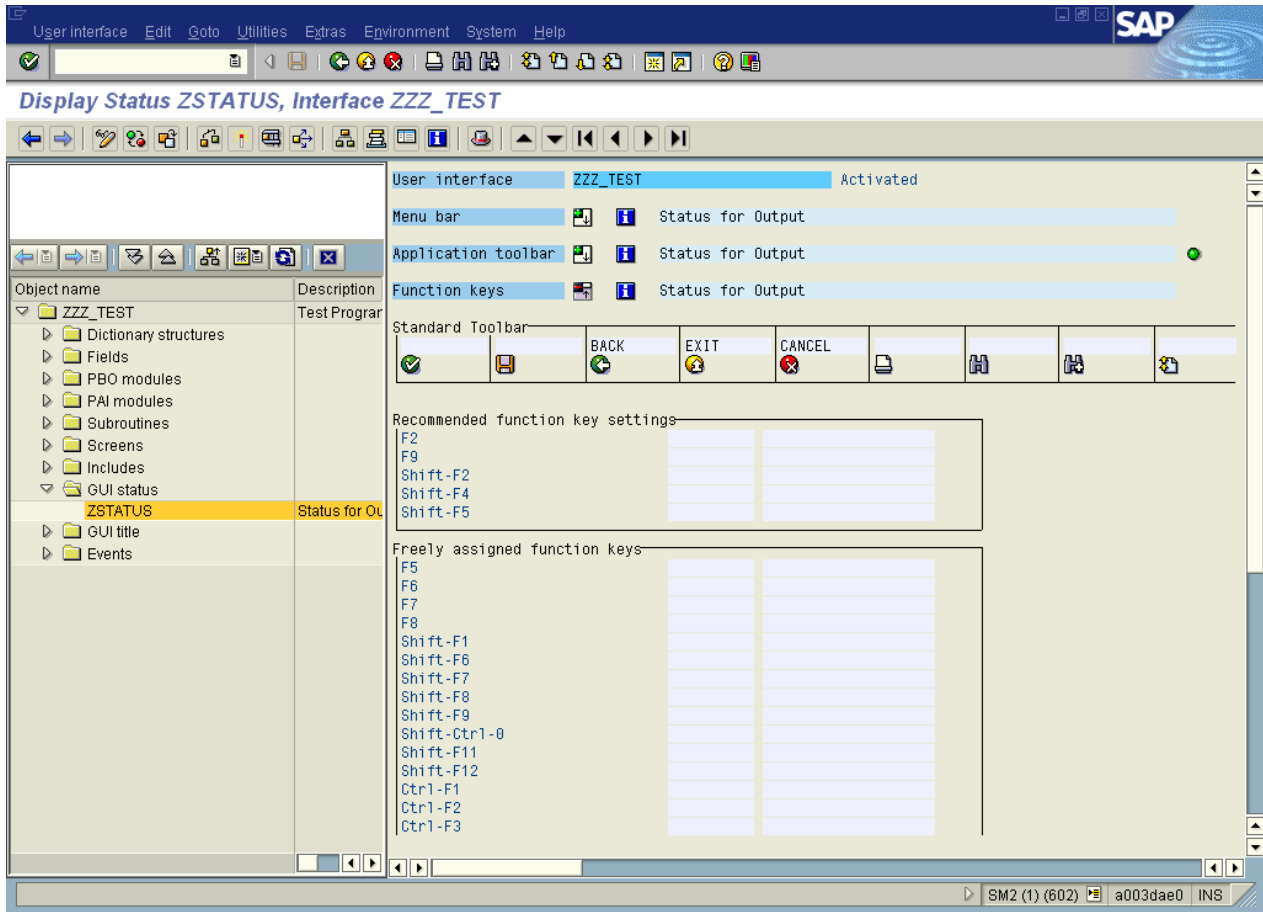 User interface Edit Goto Utilities Extras Environment System Help
SAP
Display Status ZSTATUS, Interface ZZZ_TEST
User interface ZZZ_TEST Activated
Menu bar Status for Output
Application toolbar Status for Output
Function keys Status for Output
Object name Description
ZZZ_TEST Test Progran
Dictionary structures
Fields
PBO modules
PAI modules
Subroutines
Screens
Includes
GUI status
ZSTATUS Status for Ou
GUI title
Events
Standard Toolbar
BACK EXIT CANCEL
Recommended function key settings
F2
F9
Shift-F2
Shift-F4
Shift-F5
Freely assigned function keys
F5
F6
F7
F8
Shift-F1
Shift-F6
Shift-F7
Shift-F8
Shift-F9
Shift-Ctrl-0
Shift-F11
Shift-F12
Ctrl-F1
Ctrl-F2
Ctrl-F3
SM2 (1) (602) a003dae0 INS